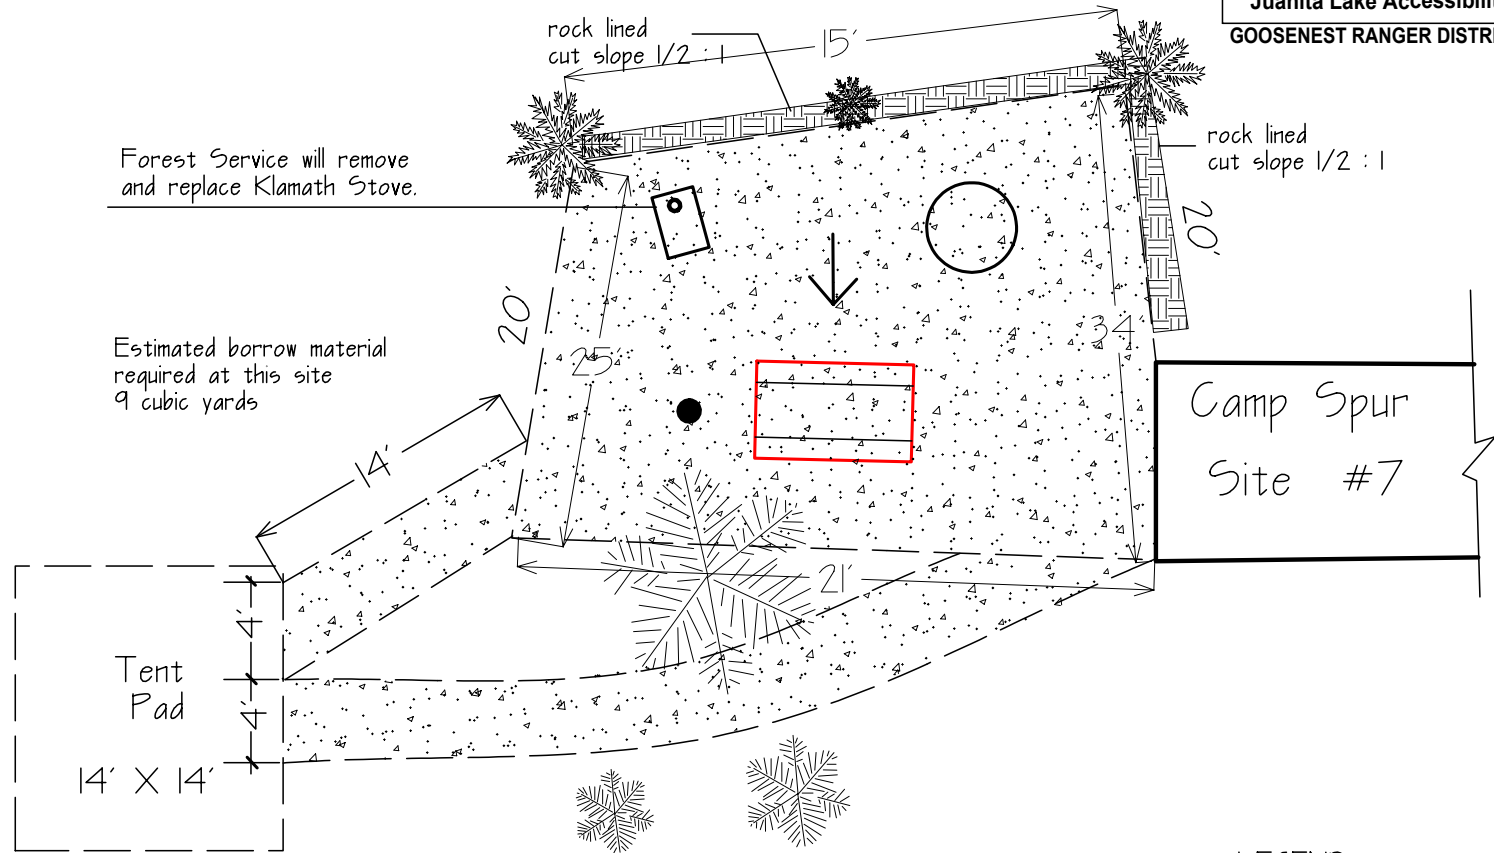 Juanita Lake
GOOSENEST RANGER
rock lined
cut slope 1/2 : 1
15'
rock lined
cut slope 1/2 : 1
Forest Service will remove
and replace Klamath Stove.
20'
20'
25'
34'
Estimated borrow material
required at this site
9 cubic yards
Camp Spur
Site #7
14'
21'
4'
4'
Tent
Pad
14' X 14'